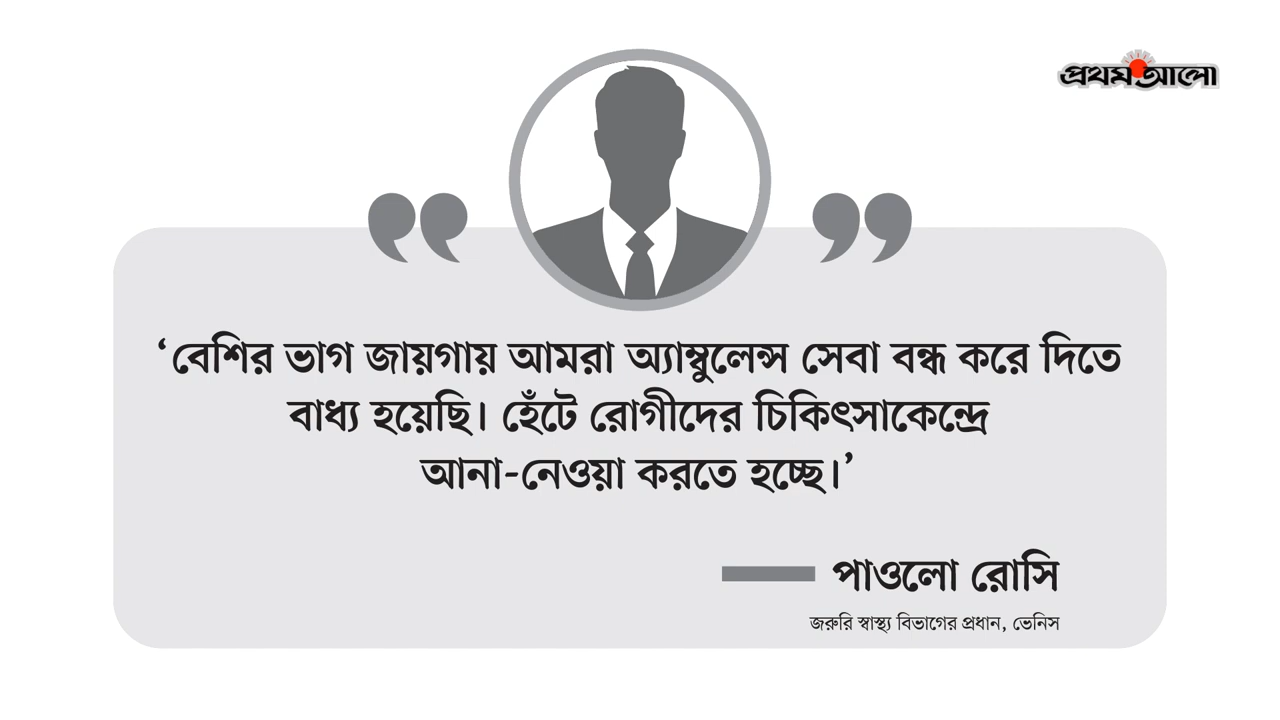 প্রথম আলো
‘বেশির ভাগ জায়গায় আমরা অ্যাম্বুলেন্স সেবা বন্ধ করে দিতে
বাধ্য হয়েছি। হেঁটে রোগীদের চিকিৎসাকেন্দ্রে
আনা-নেওয়া করতে হচ্ছে।’
পাওলো রোসি
জরুরি স্বাস্থ্য বিভাগের প্রধান, ভেনিস